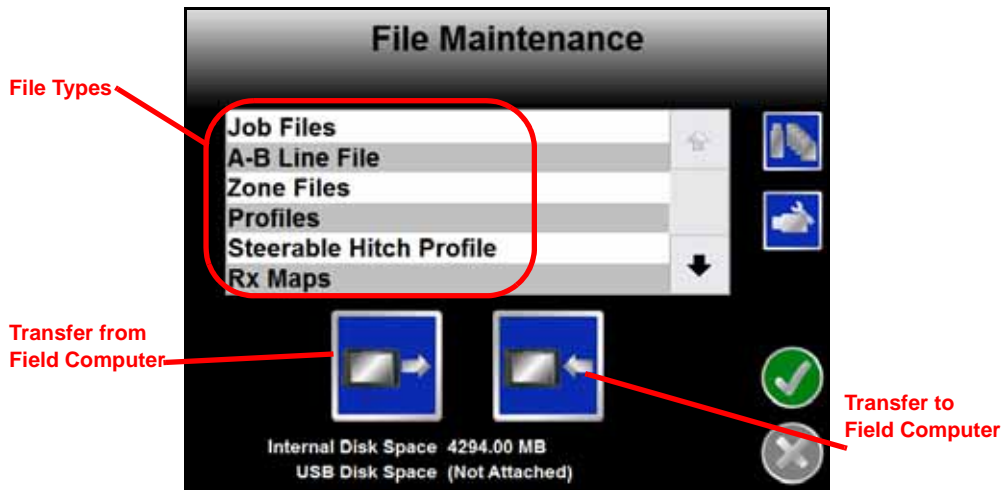 File Maintenance
File Types
Job Files
A-B Line File
Zone Files
Profiles
Steerable Hitch Profile
Rx Maps
Transfer from
Field Computer
Transfer to
Field Computer
Internal Disk Space 4294.00 MB
USB Disk Space (Not Attached)